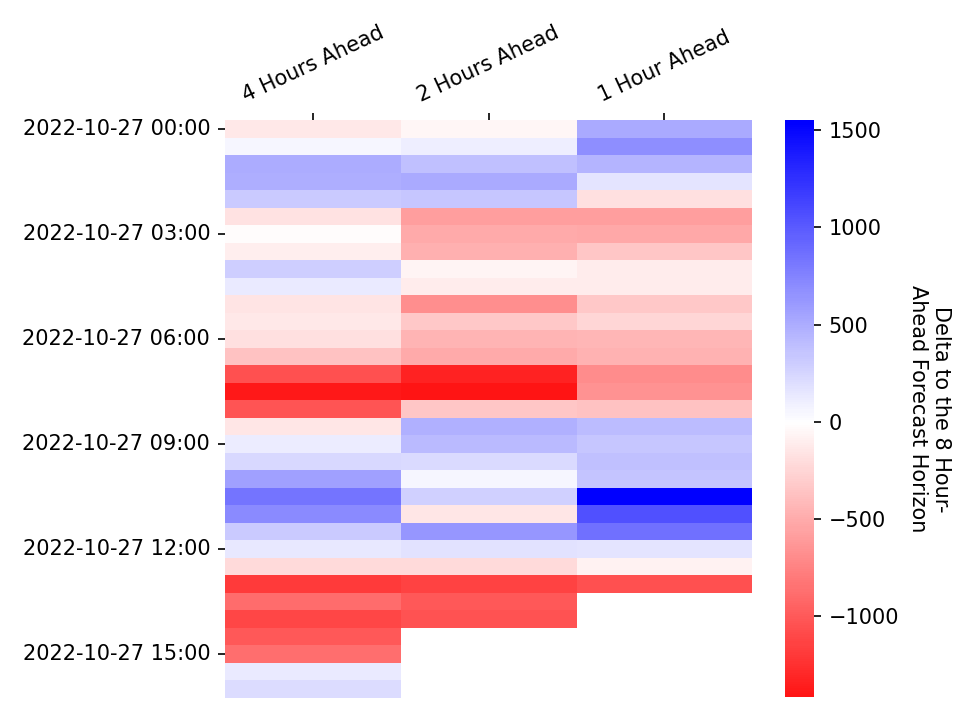 4 Hours Ahead
2 Hours Ahead
1 Hour Ahead
2022-10-27 00:00
2022-10-27 03:00
2022-10-27 06:00
2022-10-27 09:00
2022-10-27 12:00
2022-10-27 15:00
1500
1000
500
0
−500
−1000
Delta to the 8 Hour-
Ahead Forecast Horizon